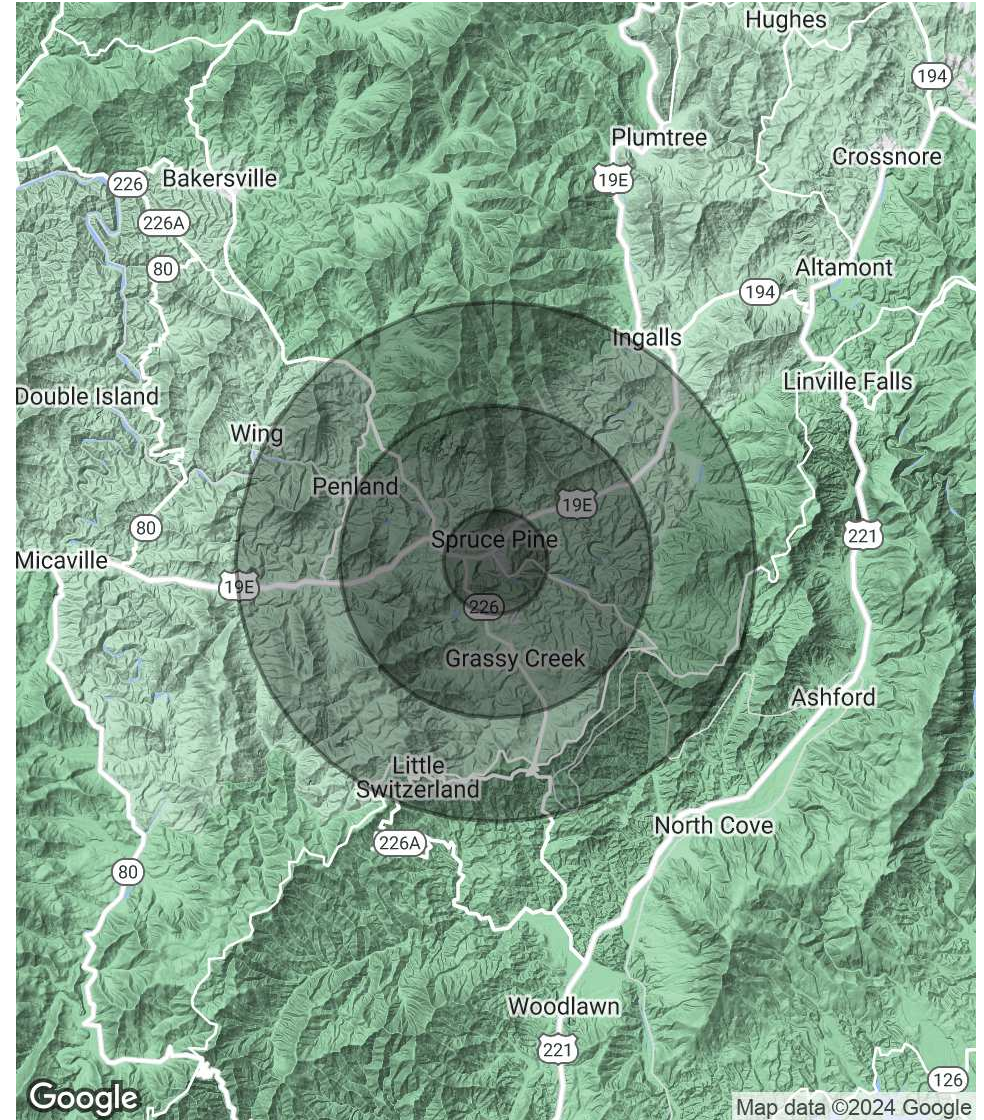 Hughes
194
Plumtree
Crossnore
19E
226
Bakersville
226A
80
Altamont
194
Ingalls
Linville Falls
Double Island
Wing
Penland
19E
80
Spruce Pine
221
Micaville
19E
226
Grassy Creek
Ashford
Little
Switzerland
North Cove
226A
80
Woodlawn
221
126
Google
Map data ©2024 Google